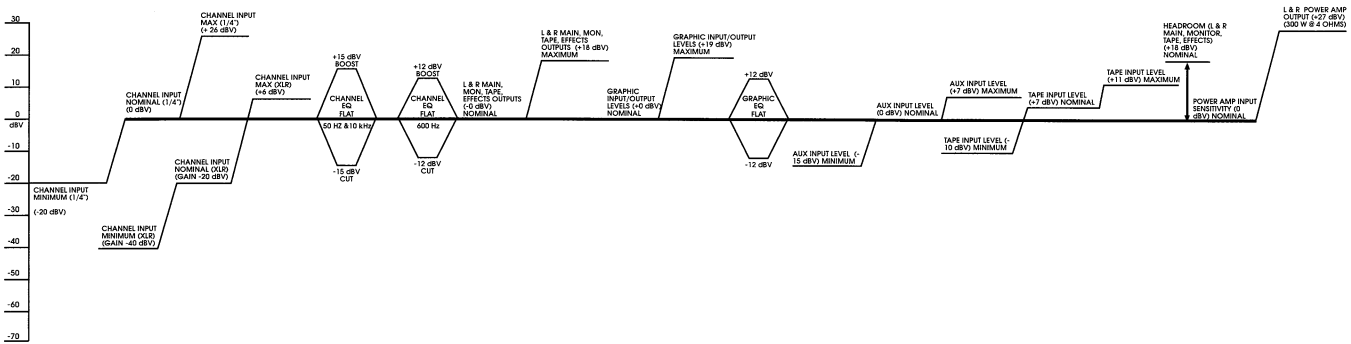 30
20
10
0
dBV
-10
-20
-30
-40
-50
-60
-70
CHANNEL INPUT
MINIMUM (1/4")
(-20 dBV)
CHANNEL INPUT
MINIMUM (XLR)
(GAIN -40 dBV)
CHANNEL INPUT
NOMINAL (1/4")
(0 dBV)
CHANNEL INPUT
NOMINAL (XLR)
(GAIN -20 dBV)
CHANNEL INPUT
MAX (1/4")
(+ 26 dBV)
CHANNEL INPUT
MAX (XLR)
(+6 dBV)
+15 dBV
BOOST
CHANNEL
EQ
FLAT
50 HZ &10 kHz
-15 dBV
CUT
+12 dBV
BOOST
CHANNEL
EQ
FLAT
600 Hz
-12 dBV
CUT
L & R MAIN,
MON, TAPE,
EFFECTS OUTPUTS
(-0 dBV)
NOMINAL
L & R MAIN, MON,
TAPE, EFFECTS
OUTPUTS (+18 dBV)
MAXIMUM
GRAPHIC
INPUT/OUTPUT
LEVELS (+0 dBV)
NOMINAL
GRAPHIC INPUT/OUTPUT
LEVELS (+19 dBV)
MAXIMUM
+12 dBV
GRAPHIC
EQ
FLAT
-12 dBV
AUX INPUT LEVEL (-
15 dBV) MINIMUM
AUX INPUT LEVEL
(0 dBV) NOMINAL
AUX INPUT LEVEL
(+7 dBV) MAXIMUM
TAPE INPUT LEVEL (-
10 dBV) MINIMUM
TAPE INPUT LEVEL
(+7 dBV) NOMINAL
TAPE INPUT LEVEL
(+11 dBV) MAXIMUM
HEADROOM (L & R
MAIN, MONITOR,
TAPE, EFFECTS)
(+18 dBV)
NOMINAL
POWER AMP INPUT
SENSITIVITY (0
dBV) NOMINAL
L & R POWER AMP
OUTPUT (+27 dBV)
(300 W @ 4 OHMS)